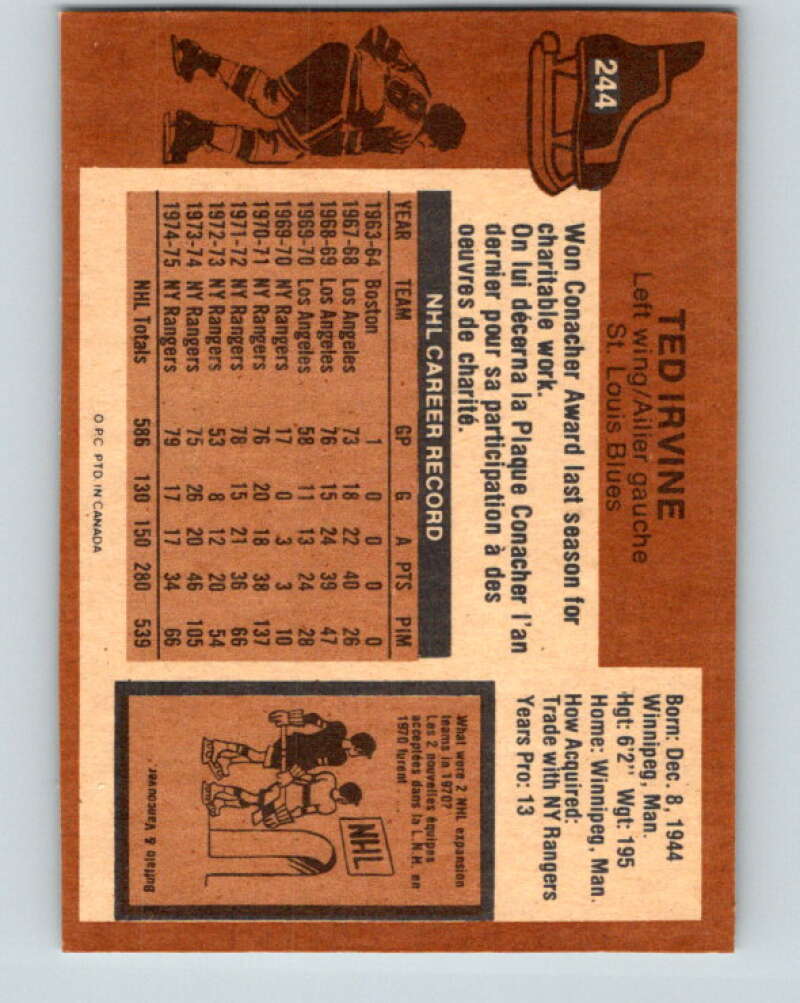 244
TED IRVINE
Left wing/Ailier gauche
St. Louis Blues
Born: Dec. 8, 1944
Winnipeg, Man.
Hgt: 6'2" Wgt: 195
Home: Winnipeg, Man.
How Acquired:
Trade with NY Rangers
Years Pro: 13
Won Conacher Award last season for
charitable work.
On lui décerna la Plaque Conacher l'an
dernier pour sa participation à des
oeuvres de charité.
NHL CAREER RECORD
YEAR TEAM GP G A PTS PIM
1963-64 Boston 1 0 0 0 0
1967-68 Los Angeles 73 18 22 40 26
1968-69 Los Angeles 76 15 24 39 47
1969-70 Los Angeles 58 11 13 24 28
1969-70 NY Rangers 17 0 3 3 10
1970-71 NY Rangers 76 20 18 38 137
1971-72 NY Rangers 78 15 21 36 66
1972-73 NY Rangers 53 8 12 20 54
1973-74 NY Rangers 75 26 20 46 105
1974-75 NY Rangers 79 17 17 34 66
NHL Totals 586 130 150 280 539
What were 2 NHL expansion
teams in 1970?
Les 2 nouvelles équipes
acceptées dans la L.N.H. en
1970 furent ...
NHL
Buffalo & Vancouver.
O.P.C. PTD. IN CANADA